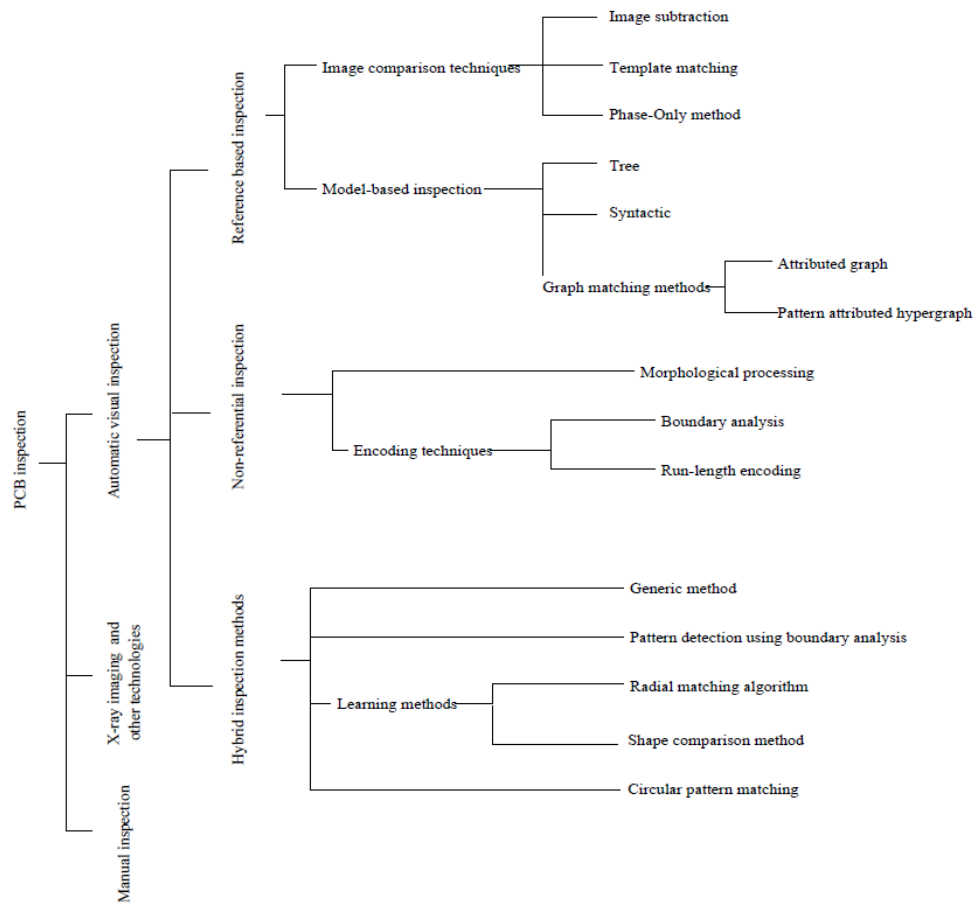 PCB inspection
Automatic visual inspection
X-ray imaging and
other technologies
Manual inspection
Reference based inspection
Non-referential inspection
Hybrid inspection methods
Image comparison techniques
Image subtraction
Template matching
Phase-Only method
Model-based inspection
Tree
Syntactic
Graph matching methods
Attributed graph
Pattern attributed hypergraph
Morphological processing
Encoding techniques
Boundary analysis
Run-length encoding
Generic method
Pattern detection using boundary analysis
Learning methods
Radial matching algorithm
Shape comparison method
Circular pattern matching